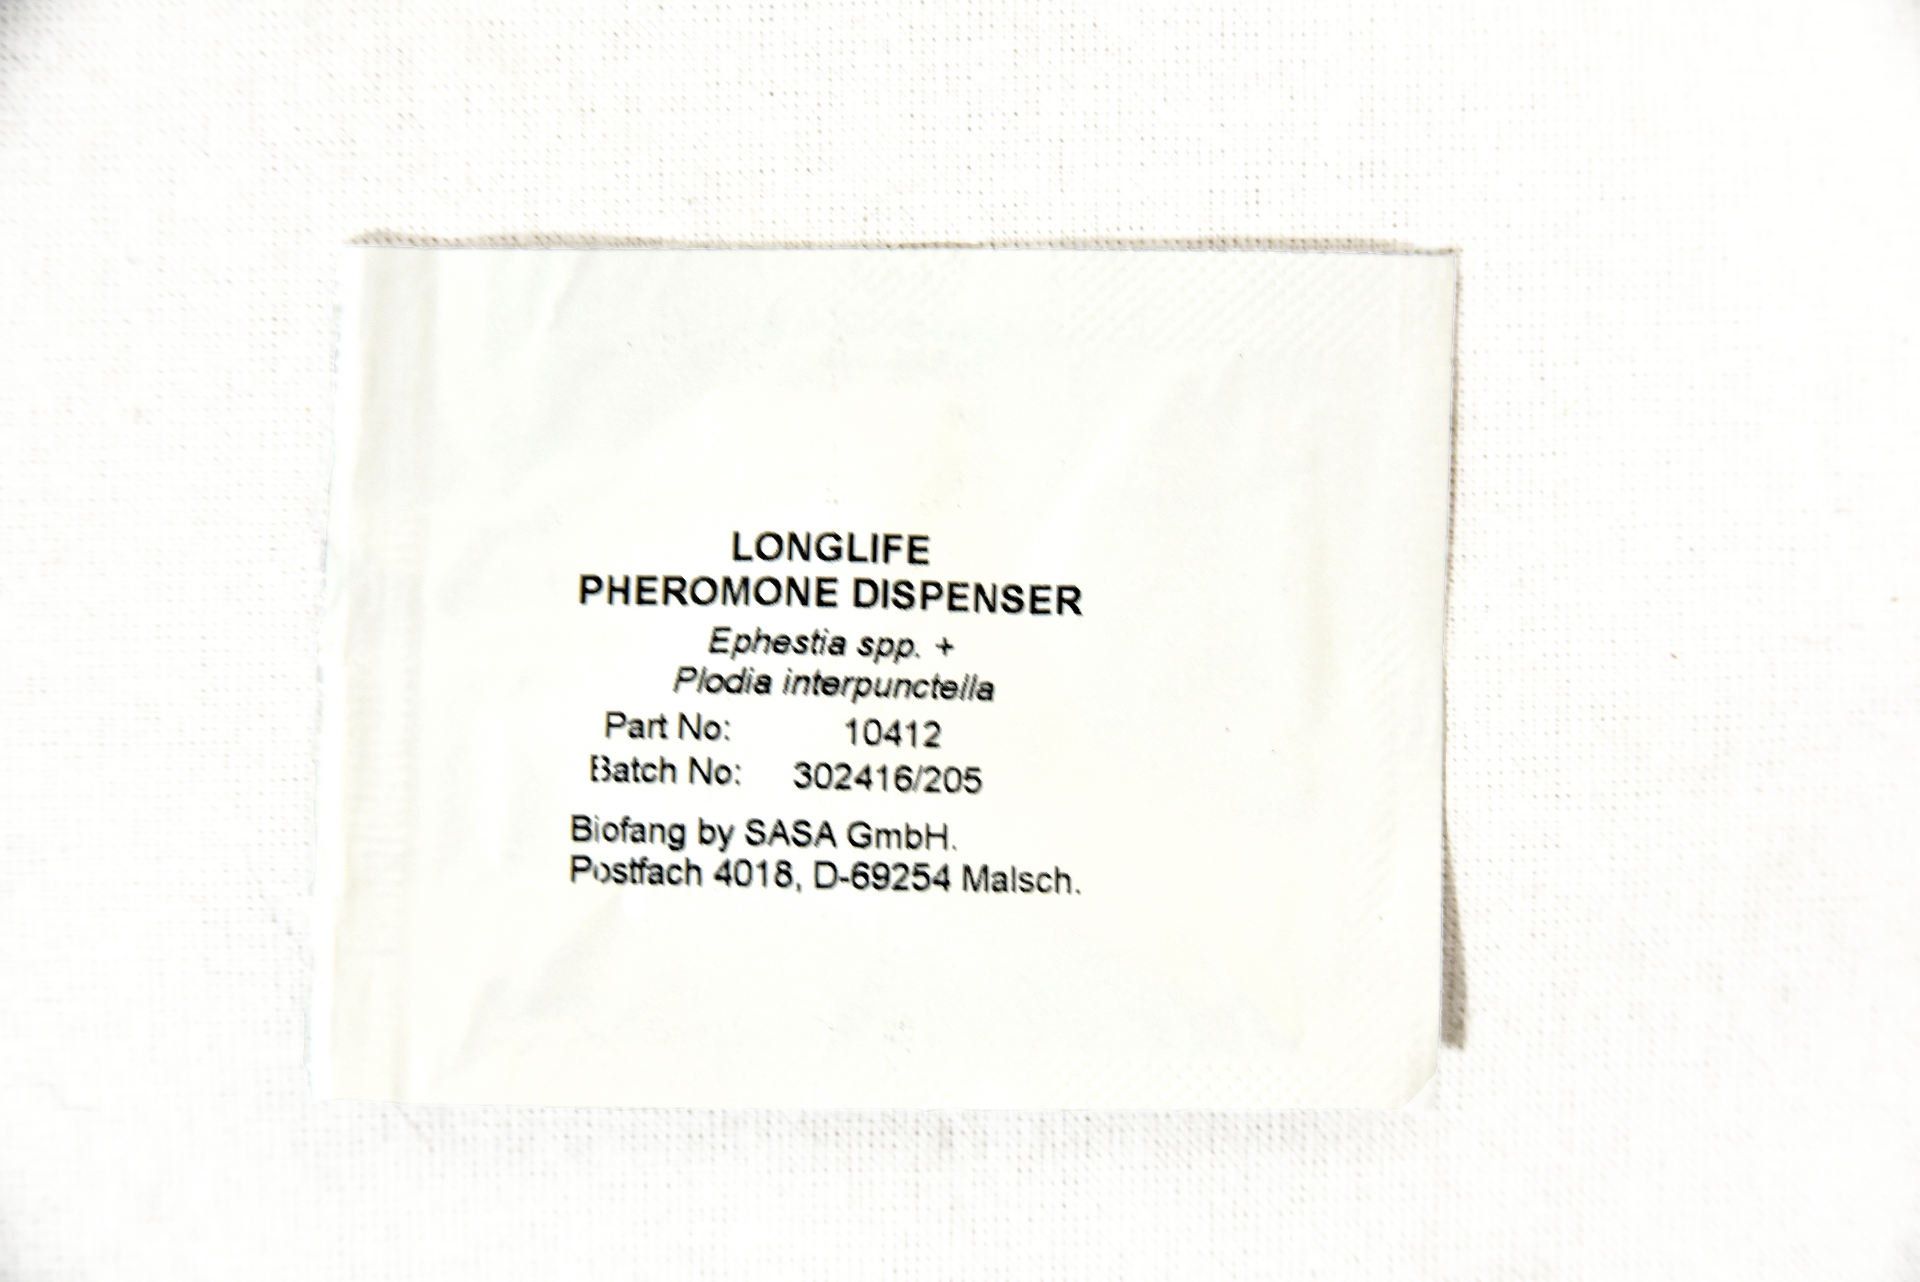 LONGLIFE
PHEROMONE DISPENSER
Ephestia spp. +
Plodia interpunctella
Part No: 10412
Batch No: 302416/205
Biofang by SASA GmbH.
Postfach 4018, D-69254 Malsch.